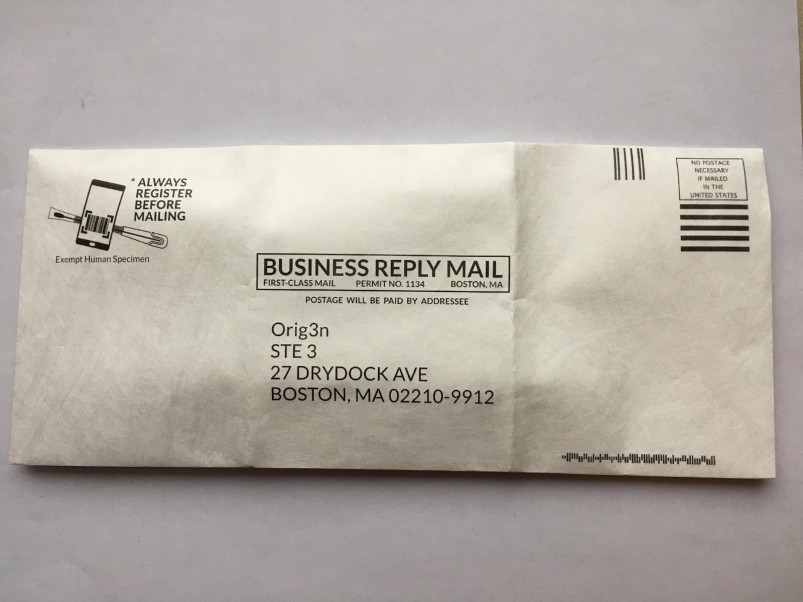 * ALWAYS
REGISTER
BEFORE
MAILING
Exempt Human Specimen
NO POSTAGE
NECESSARY
IF MAILED
IN THE
UNITED STATES
BUSINESS REPLY MAIL
FIRST-CLASS MAIL PERMIT NO. 1134 BOSTON, MA
POSTAGE WILL BE PAID BY ADDRESSEE
Orig3n
STE 3
27 DRYDOCK AVE
BOSTON, MA 02210-9912